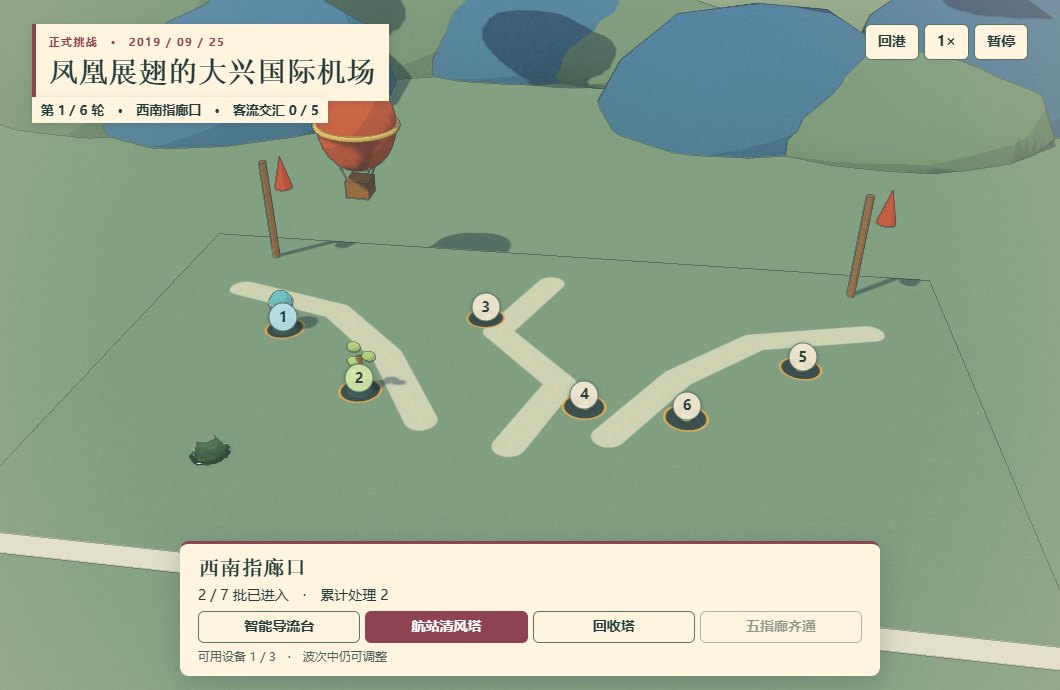 正式挑战 • 2019 / 09 / 25
凤凰展翅的大兴国际机场
第 1 / 6 轮 • 西南指廊口 • 客流交汇 0 / 5
回港
1×
暂停
1
2
3
4
5
6
西南指廊口
2 / 7 批已进入 · 累计处理 2
智能导流台
航站清风塔
回收塔
五指廊齐通
可用设备 1 / 3 · 波次中仍可调整